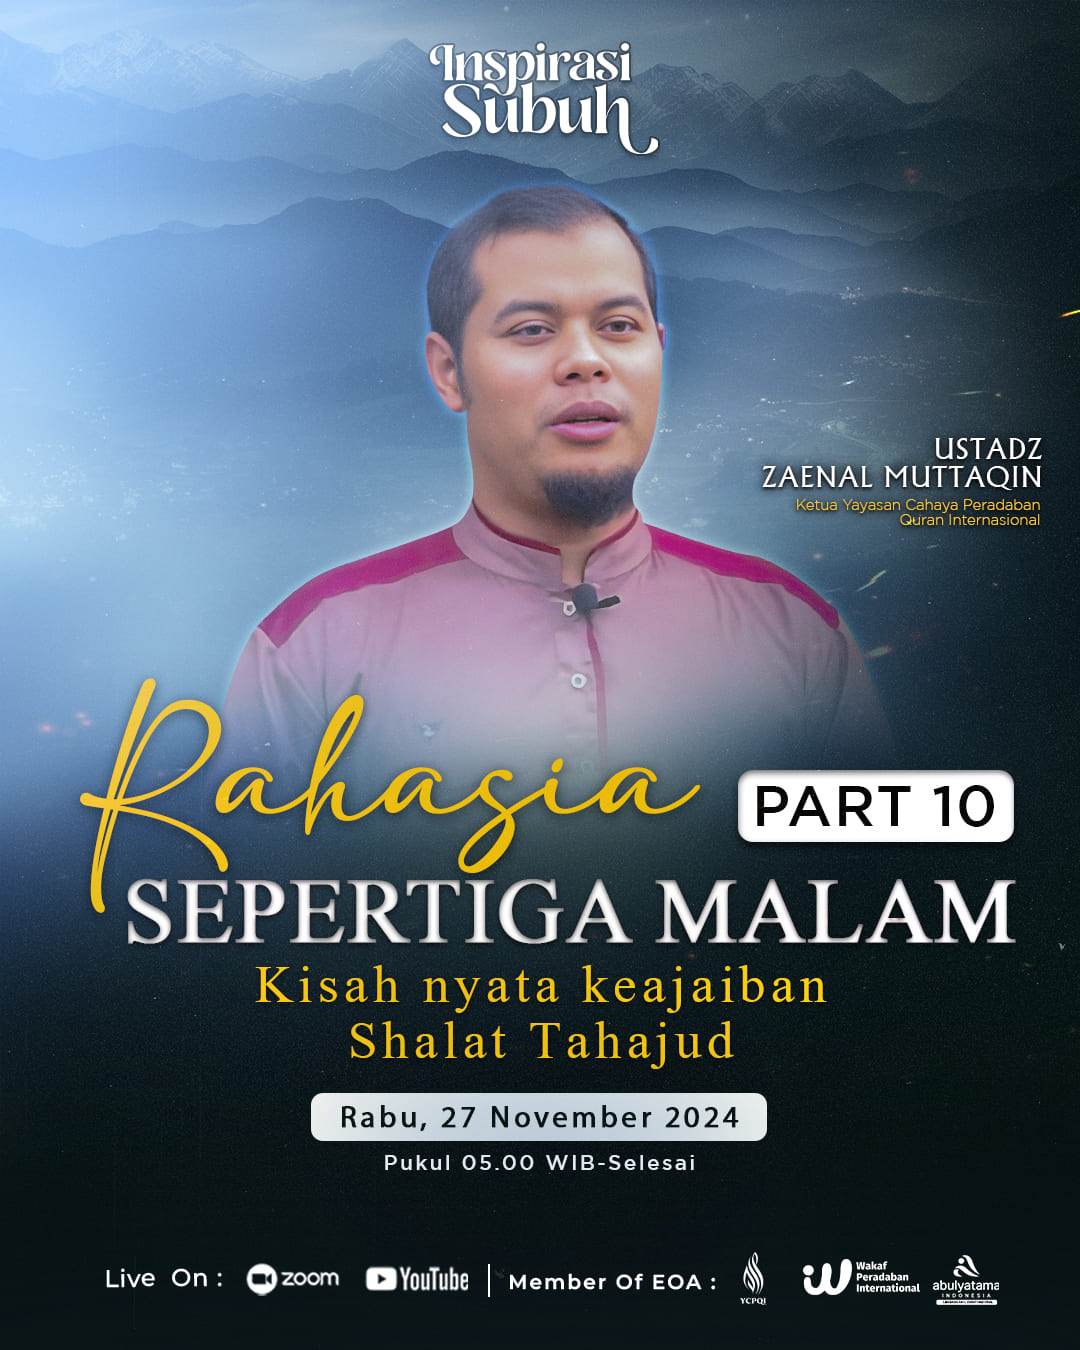 Inspirasi
Subuh
USTADZ
ZAENAL MUTTAQIN
Ketua Yayasan Cahaya Peradaban
Quran Internasional
Rahasia
PART 10
SEPERTIGA MALAM
Kisah nyata keajaiban
Shalat Tahajud
Rabu, 27 November 2024
Pukul 05.00 WIB-Selesai
Live On : zoom YouTube | Member Of EOA :
YCPQI
Wakaf
Peradaban
International
abulyatama
INDONESIA